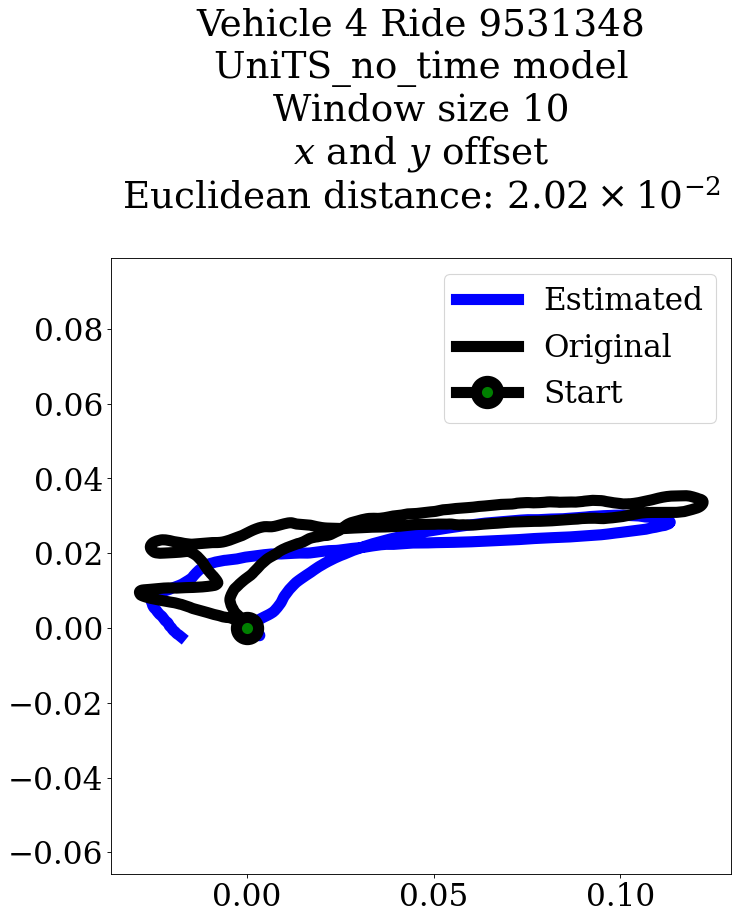 Vehicle 4 Ride 9531348
UniTS_no_time model
Window size 10
x and y offset
Euclidean distance: 2.02 × 10⁻²
Estimated
Original
Start
0.08
0.06
0.04
0.02
0.00
−0.02
−0.04
−0.06
0.00 0.05 0.10